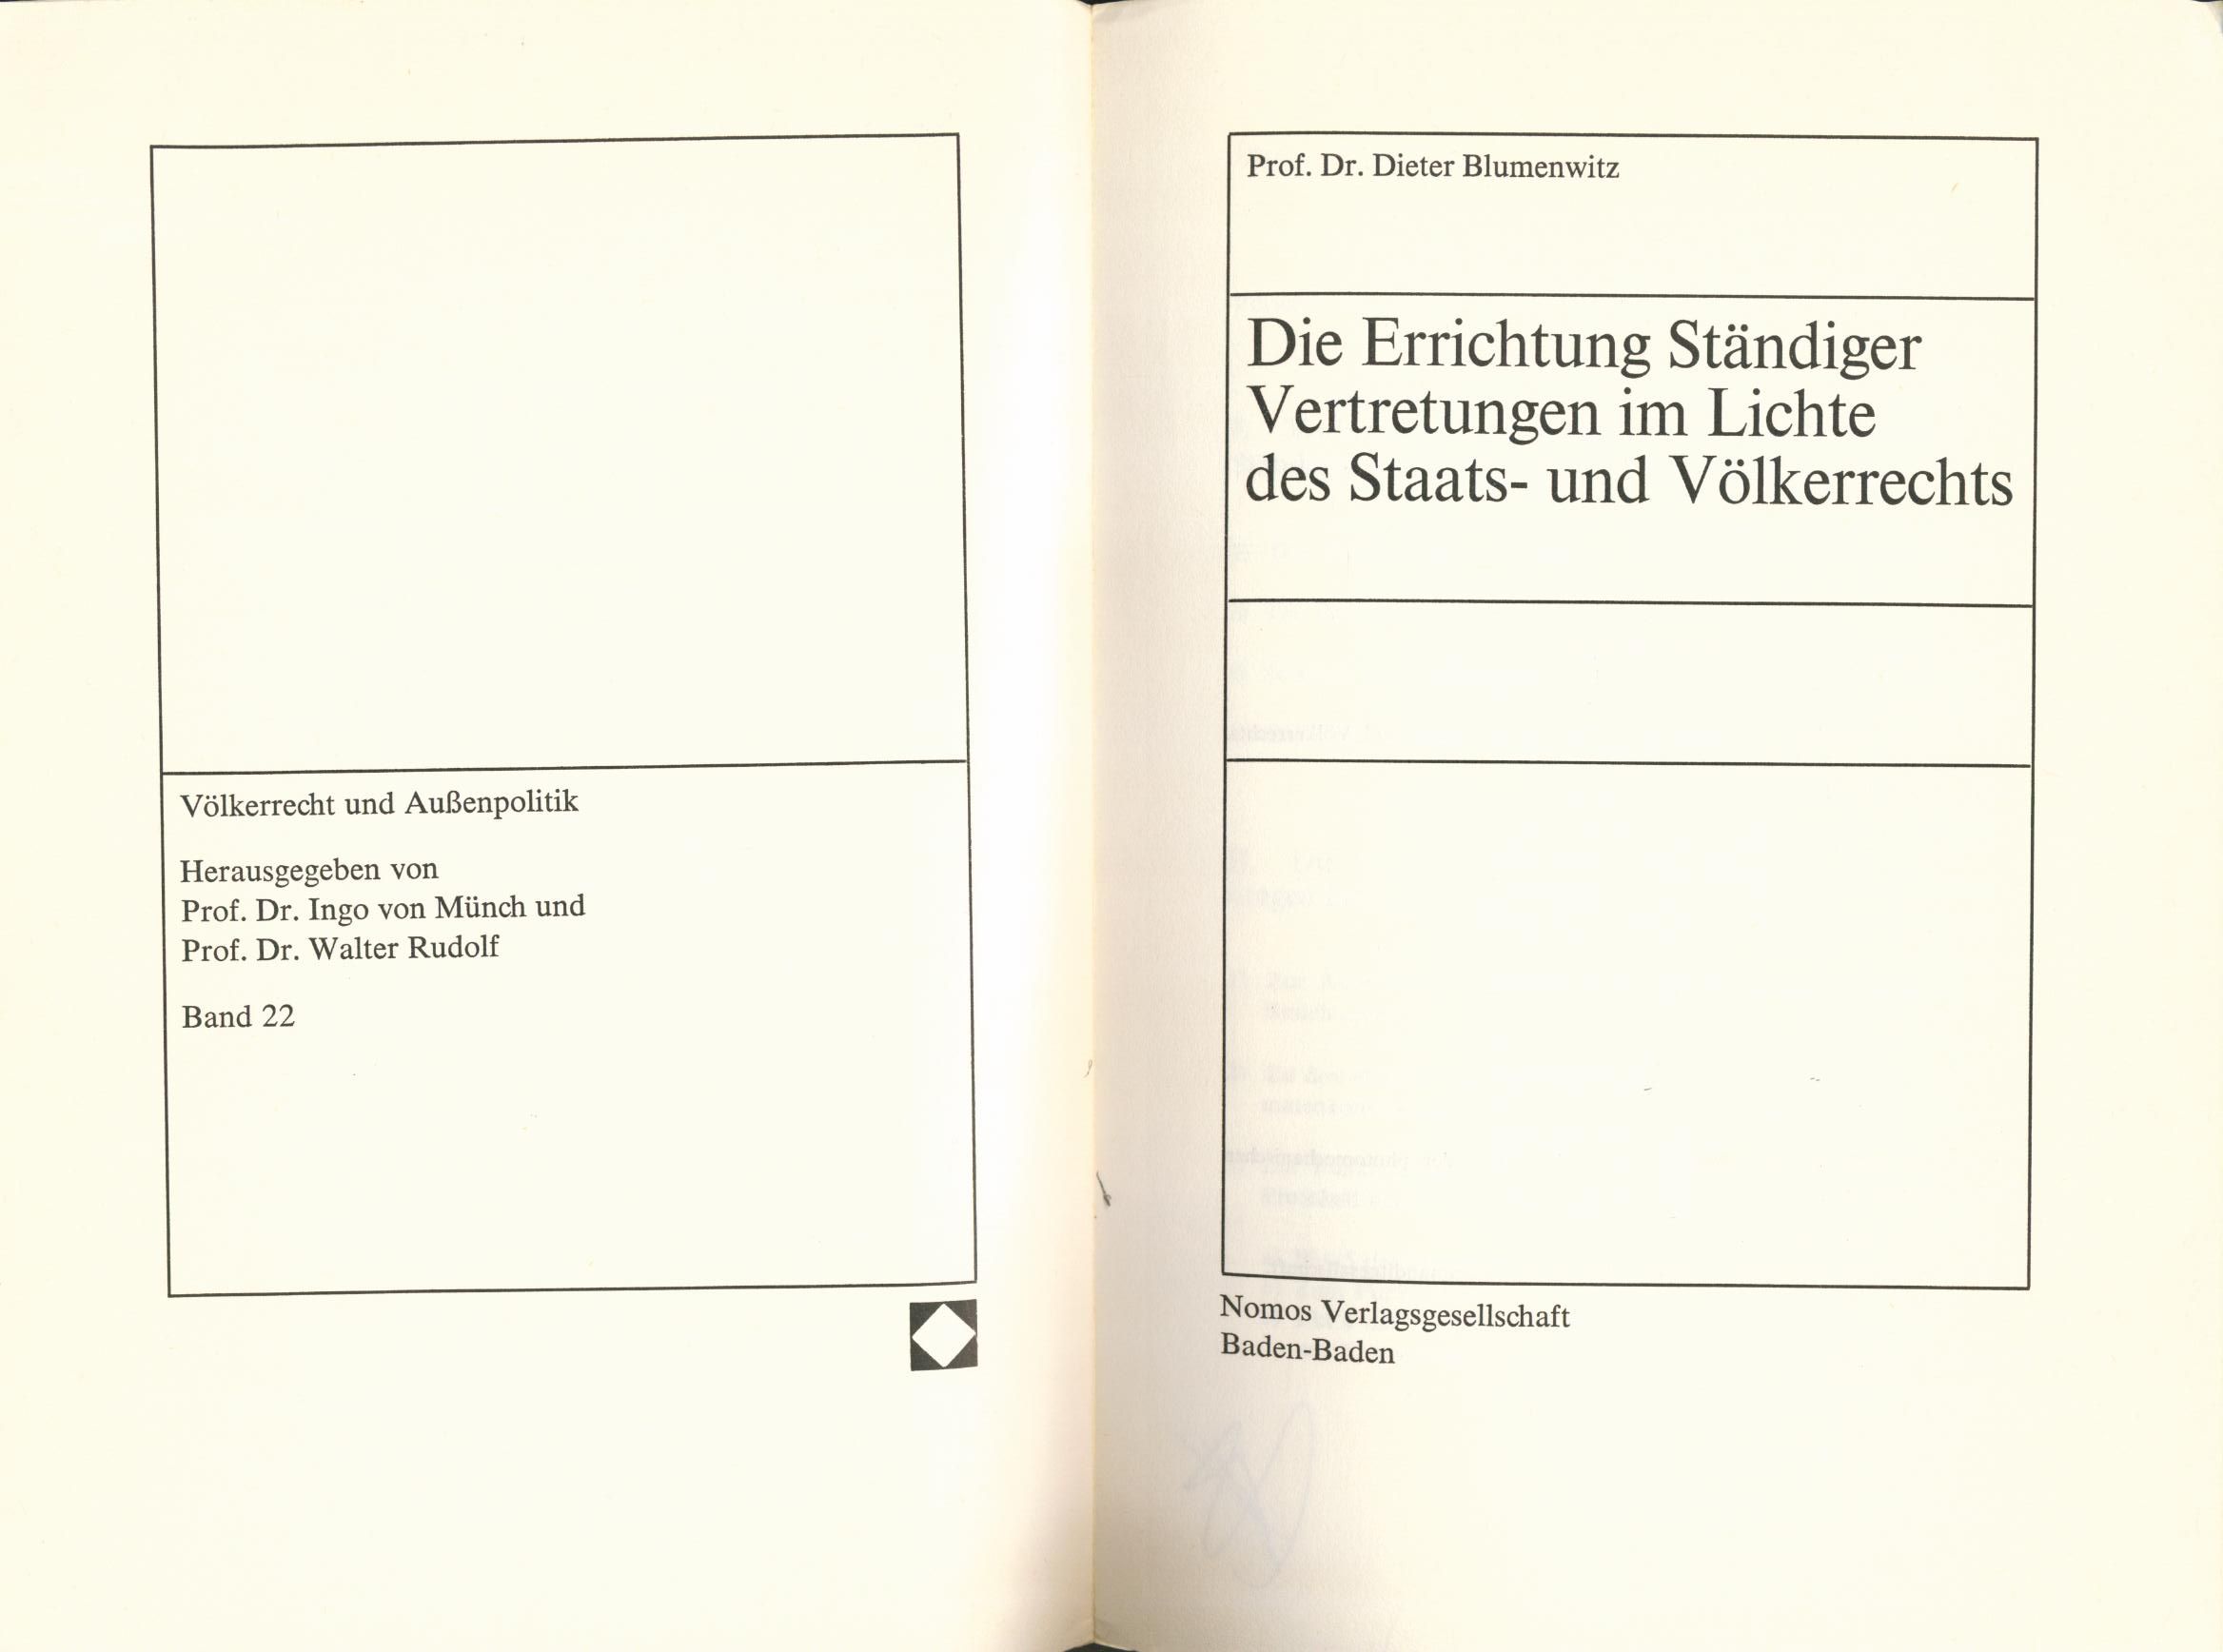 Völkerrecht und Außenpolitik
Herausgegeben von
Prof. Dr. Ingo von Münch und
Prof. Dr. Walter Rudolf
Band 22
Prof. Dr. Dieter Blumenwitz
Die Errichtung Ständiger
Vertretungen im Lichte
des Staats- und Völkerrechts
Nomos Verlagsgesellschaft
Baden-Baden